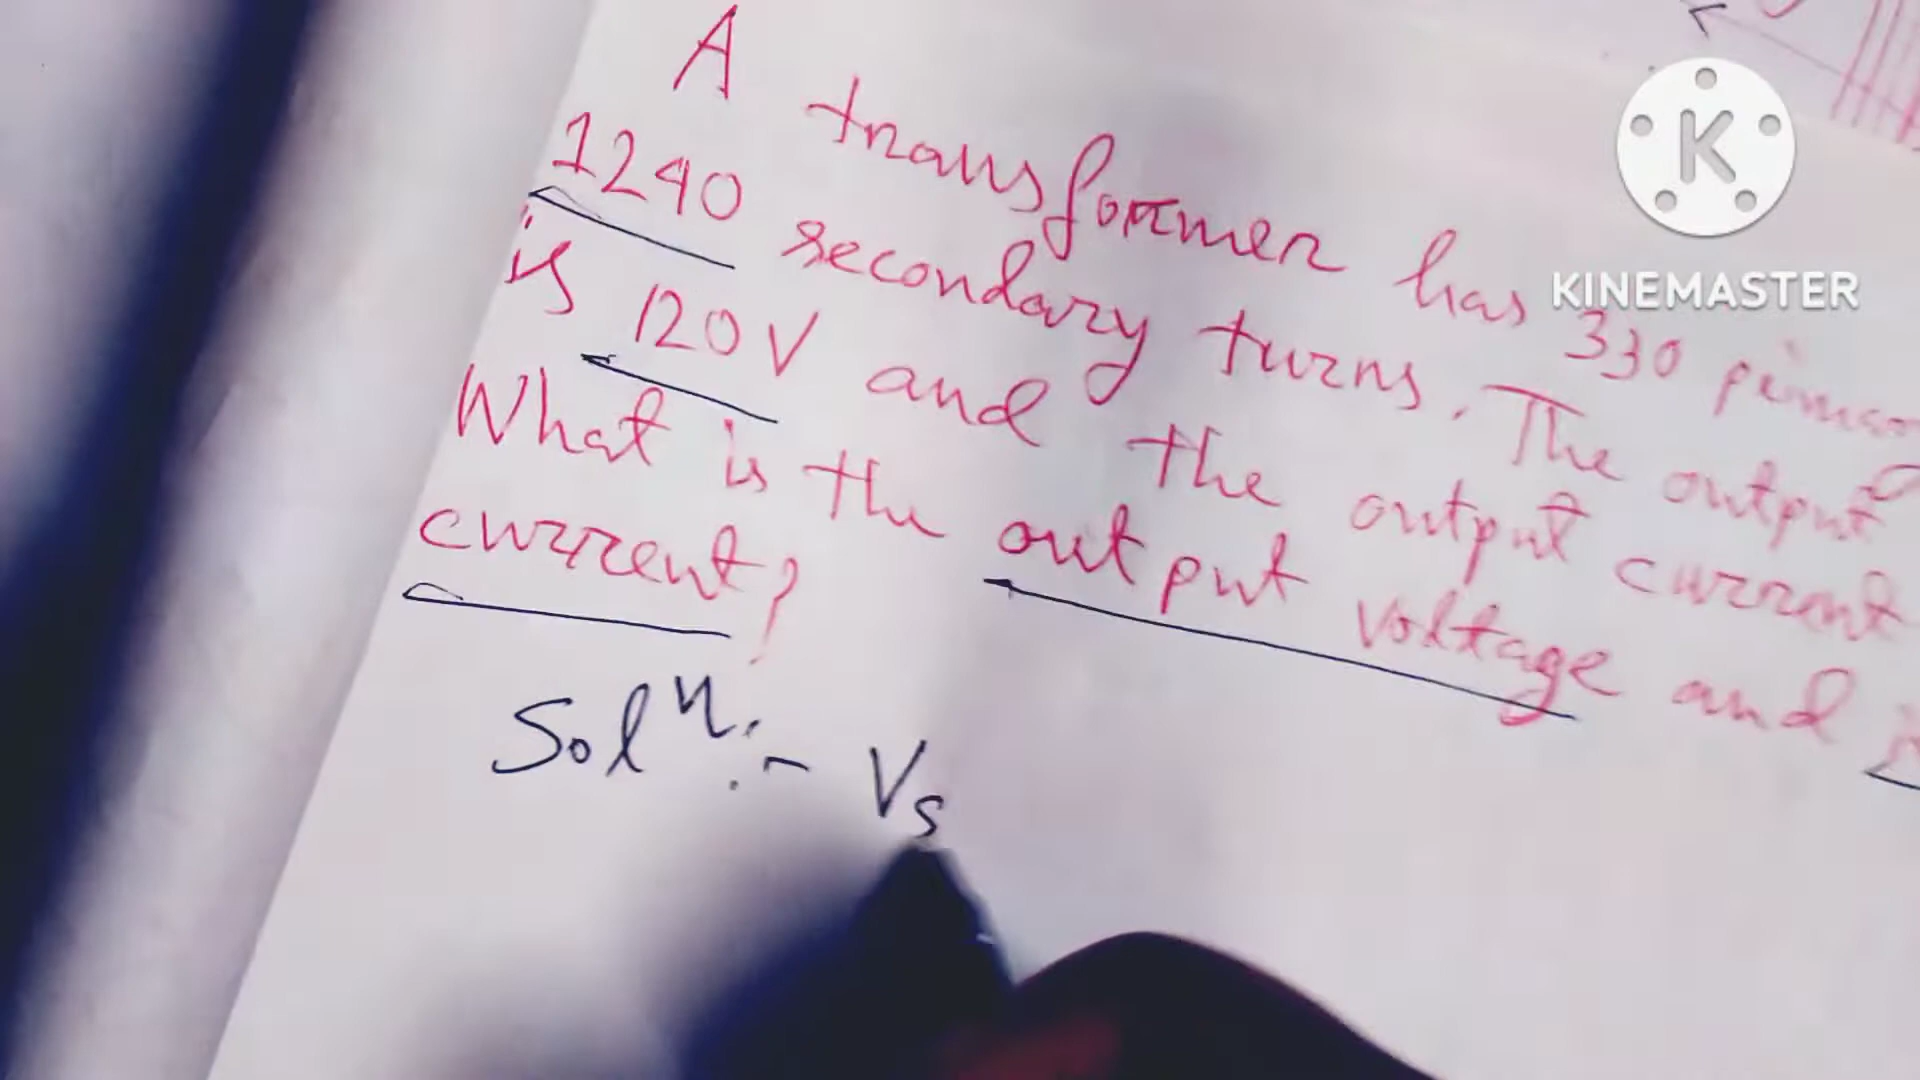 A transformer has 330 primary
1240 secondary turns. The output
is 120V and the output current
What is the output voltage and
current?
Solⁿ:- Vs
KINEMASTER